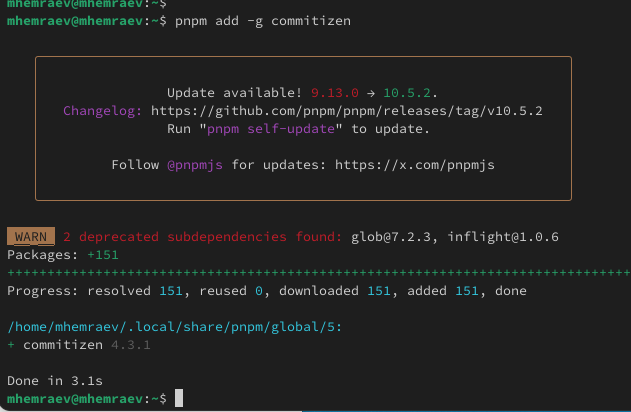 mhemraev@mhemraev:~$
mhemraev@mhemraev:~$ pnpm add -g commitizen
Update available! 9.13.0 → 10.5.2.
Changelog: https://github.com/pnpm/pnpm/releases/tag/v10.5.2
Run "pnpm self-update" to update.
Follow @pnpmjs for updates: https://x.com/pnpmjs
WARN 2 deprecated subdependencies found: glob@7.2.3, inflight@1.0.6
Packages: +151
++++++++++++++++++++++++++++++++++++++++++++++++++++++++++++++++++++++++++++++
Progress: resolved 151, reused 0, downloaded 151, added 151, done
/home/mhemraev/.local/share/pnpm/global/5:
+ commitizen 4.3.1
Done in 3.1s
mhemraev@mhemraev:~$